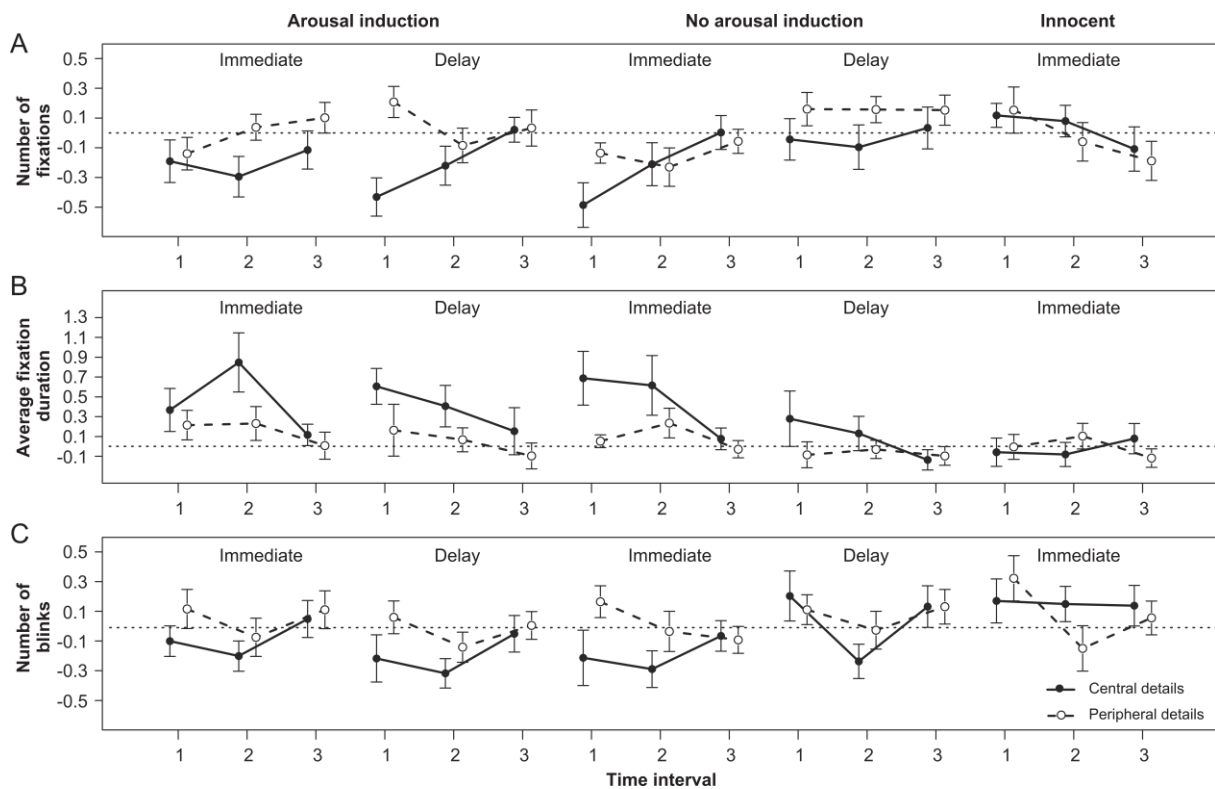 Arousal induction No arousal induction Innocent
A
Number of
fixations
0.5
0.3
0.1
-0.1
-0.3
-0.5
Immediate Delay Immediate Delay Immediate
1 2 3 1 2 3 1 2 3 1 2 3 1 2 3
B
Average fixation
duration
1.3
1.1
0.9
0.7
0.5
0.3
0.1
-0.1
Immediate Delay Immediate Delay Immediate
1 2 3 1 2 3 1 2 3 1 2 3 1 2 3
C
Number of
blinks
0.5
0.3
0.1
-0.1
-0.3
-0.5
Immediate Delay Immediate Delay Immediate
Central details
Peripheral details
1 2 3 1 2 3 1 2 3 1 2 3 1 2 3
Time interval